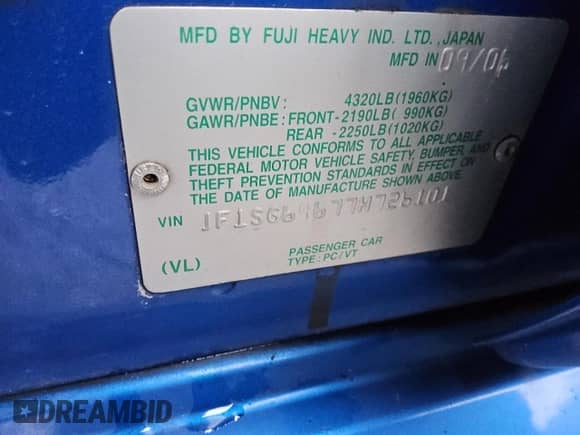 MFD BY FUJI HEAVY IND. LTD., JAPAN
MFD IN 09/06
GVWR/PNBV: 4320LB(1960KG)
GAWR/PNBE: FRONT-2190LB( 990KG)
REAR -2250LB(1020KG)
THIS VEHICLE CONFORMS TO ALL APPLICABLE
FEDERAL MOTOR VEHICLE SAFETY, BUMPER AND
THEFT PREVENTION STANDARDS IN EFFECT ON
THE DATE OF MANUFACTURE SHOWN ABOVE.
VIN
(VL)
PASSENGER CAR
TYPE:PC/VT
DREAMBID